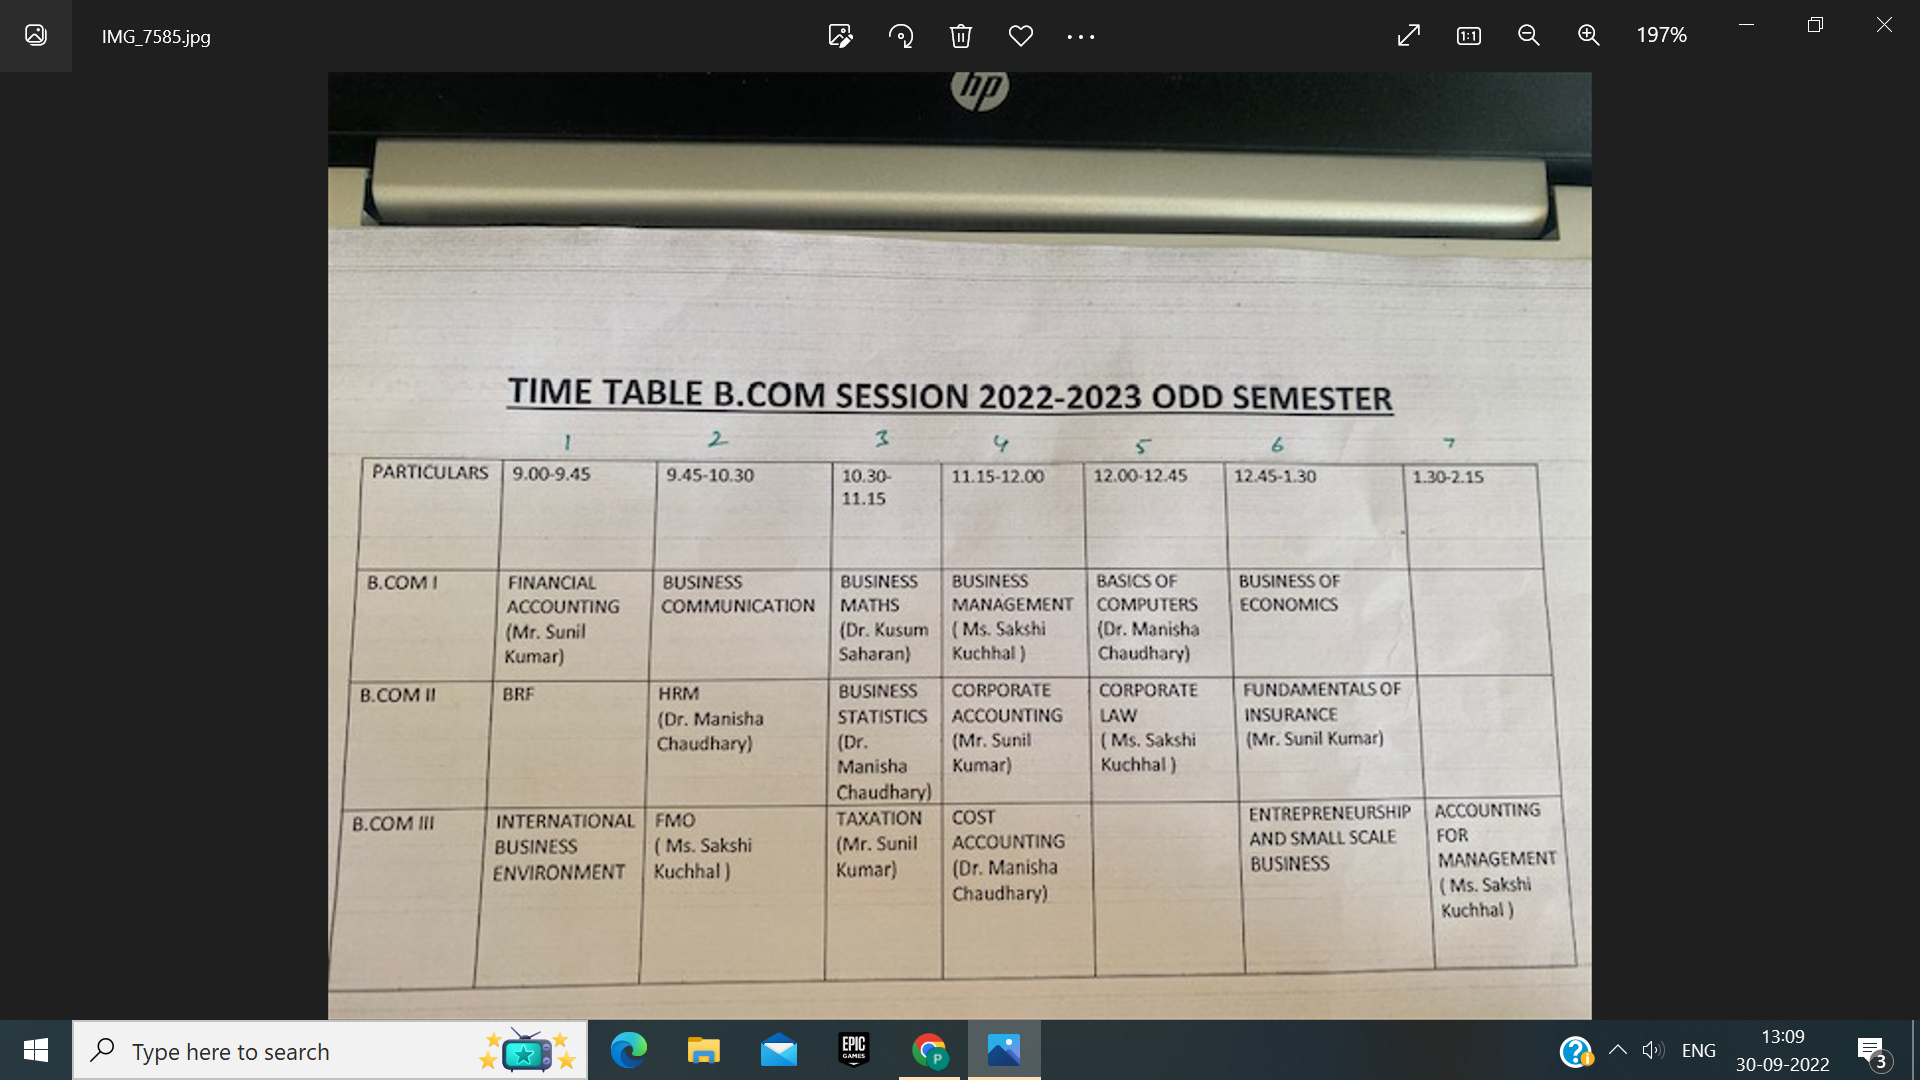 IMG_7585.jpg
197%
hp
TIME TABLE B.COM SESSION 2022-2023 ODD SEMESTER
1 2 3 4 5 6 7
PARTICULARS 9.00-9.45 9.45-10.30 10.30- 11.15-12.00 12.00-12.45 12.45-1.30 1.30-2.15
11.15
B.COM I FINANCIAL BUSINESS BUSINESS BUSINESS BASICS OF BUSINESS OF
ACCOUNTING COMMUNICATION MATHS MANAGEMENT COMPUTERS ECONOMICS
(Mr. Sunil (Dr. Kusum ( Ms. Sakshi (Dr. Manisha
Kumar) Saharan) Kuchhal ) Chaudhary)
B.COM II BRF HRM BUSINESS CORPORATE CORPORATE FUNDAMENTALS OF
(Dr. Manisha STATISTICS ACCOUNTING LAW INSURANCE
Chaudhary) (Dr. (Mr. Sunil ( Ms. Sakshi (Mr. Sunil Kumar)
Manisha Kumar) Kuchhal )
Chaudhary)
B.COM III INTERNATIONAL FMO TAXATION COST ENTREPRENEURSHIP ACCOUNTING
BUSINESS ( Ms. Sakshi (Mr. Sunil ACCOUNTING AND SMALL SCALE FOR
ENVIRONMENT Kuchhal ) Kumar) (Dr. Manisha BUSINESS MANAGEMENT
Chaudhary) ( Ms. Sakshi
Kuchhal )
Type here to search
EPIC
GAMES
P
ENG
13:09
30-09-2022
3